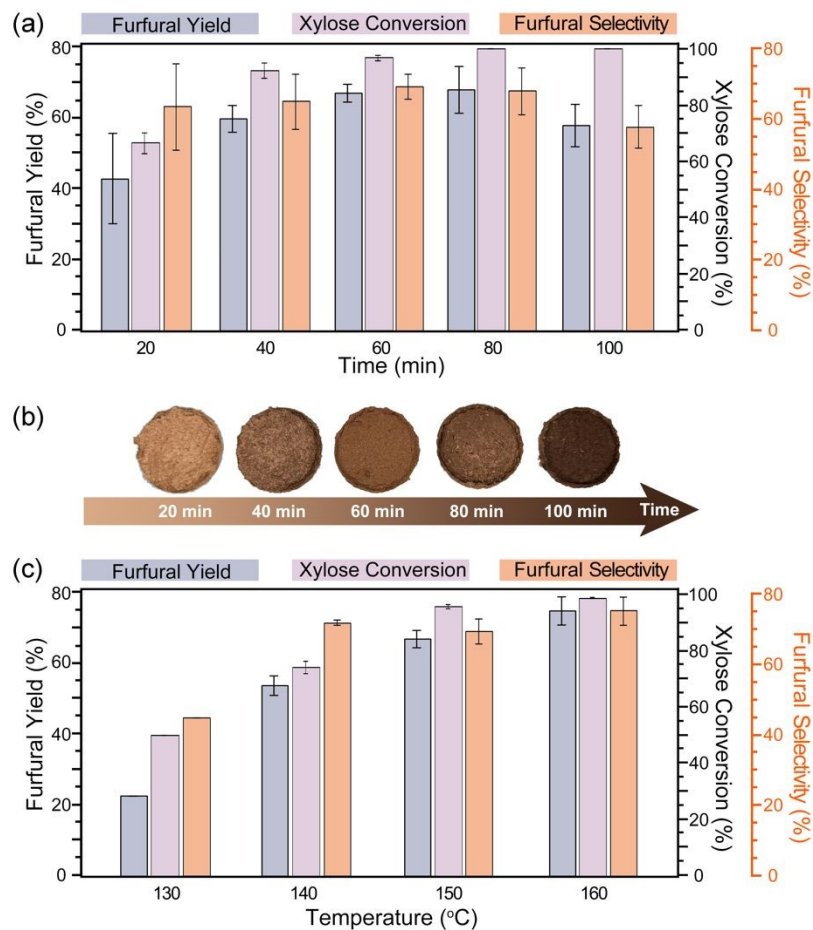 (a)
Furfural Yield
Xylose Conversion
Furfural Selectivity
Furfural Yield (%)
80
60
40
20
0
20
40
60
80
100
Time (min)
100
80
60
40
20
0
Xylose Conversion (%)
80
60
40
20
0
Furfural Selectivity (%)
(b)
20 min
40 min
60 min
80 min
100 min
Time
(c)
Furfural Yield
Xylose Conversion
Furfural Selectivity
Furfural Yield (%)
80
60
40
20
0
130
140
150
160
Temperature (°C)
100
80
60
40
20
0
Xylose Conversion (%)
80
60
40
20
0
Furfural Selectivity (%)